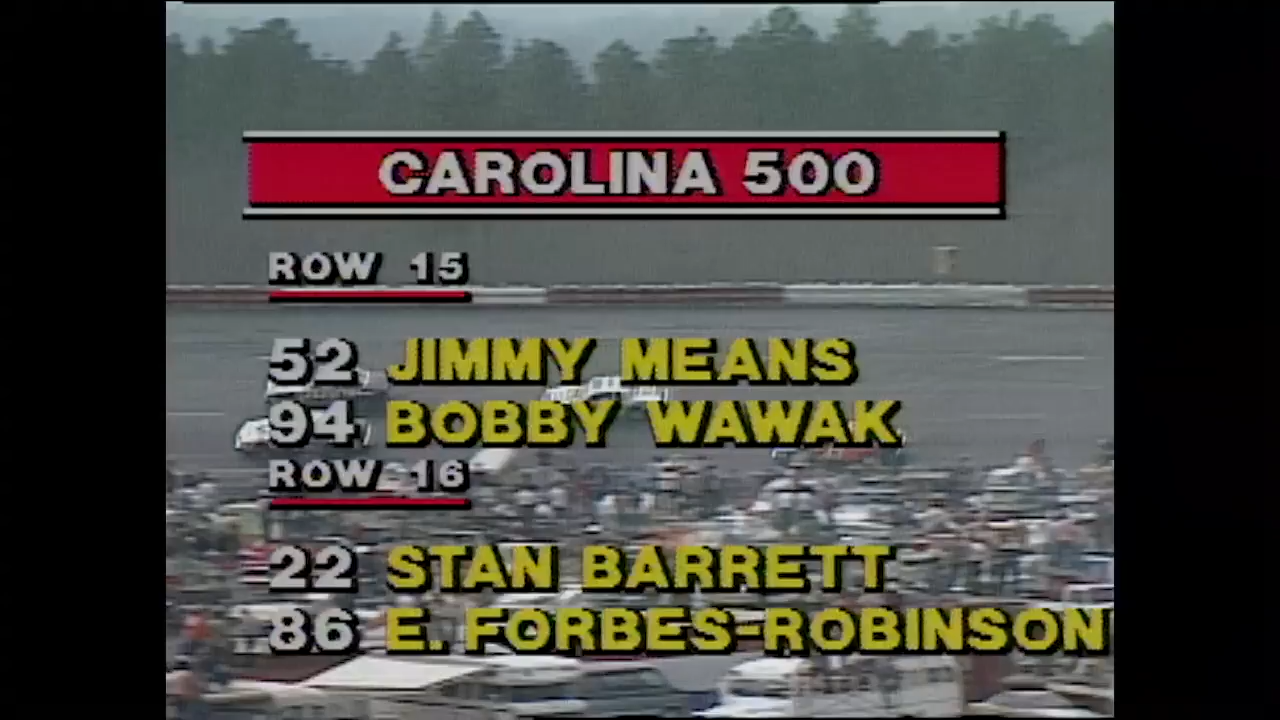 CAROLINA 500
ROW 15
52 JIMMY MEANS
94 BOBBY WAWAK
ROW 16
22 STAN BARRETT
86 E. FORBES-ROBINSON